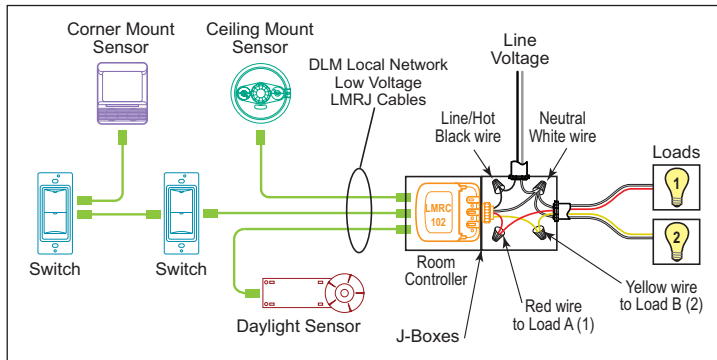 Corner Mount
Sensor
Ceiling Mount
Sensor
DLM Local Network
Low Voltage
LMRJ Cables
Line
Voltage
Line/Hot
Black wire
Neutral
White wire
Loads
1
2
LMRC
102
Switch
Switch
Room
Controller
Daylight Sensor
J-Boxes
Red wire
to Load A (1)
Yellow wire
to Load B (2)